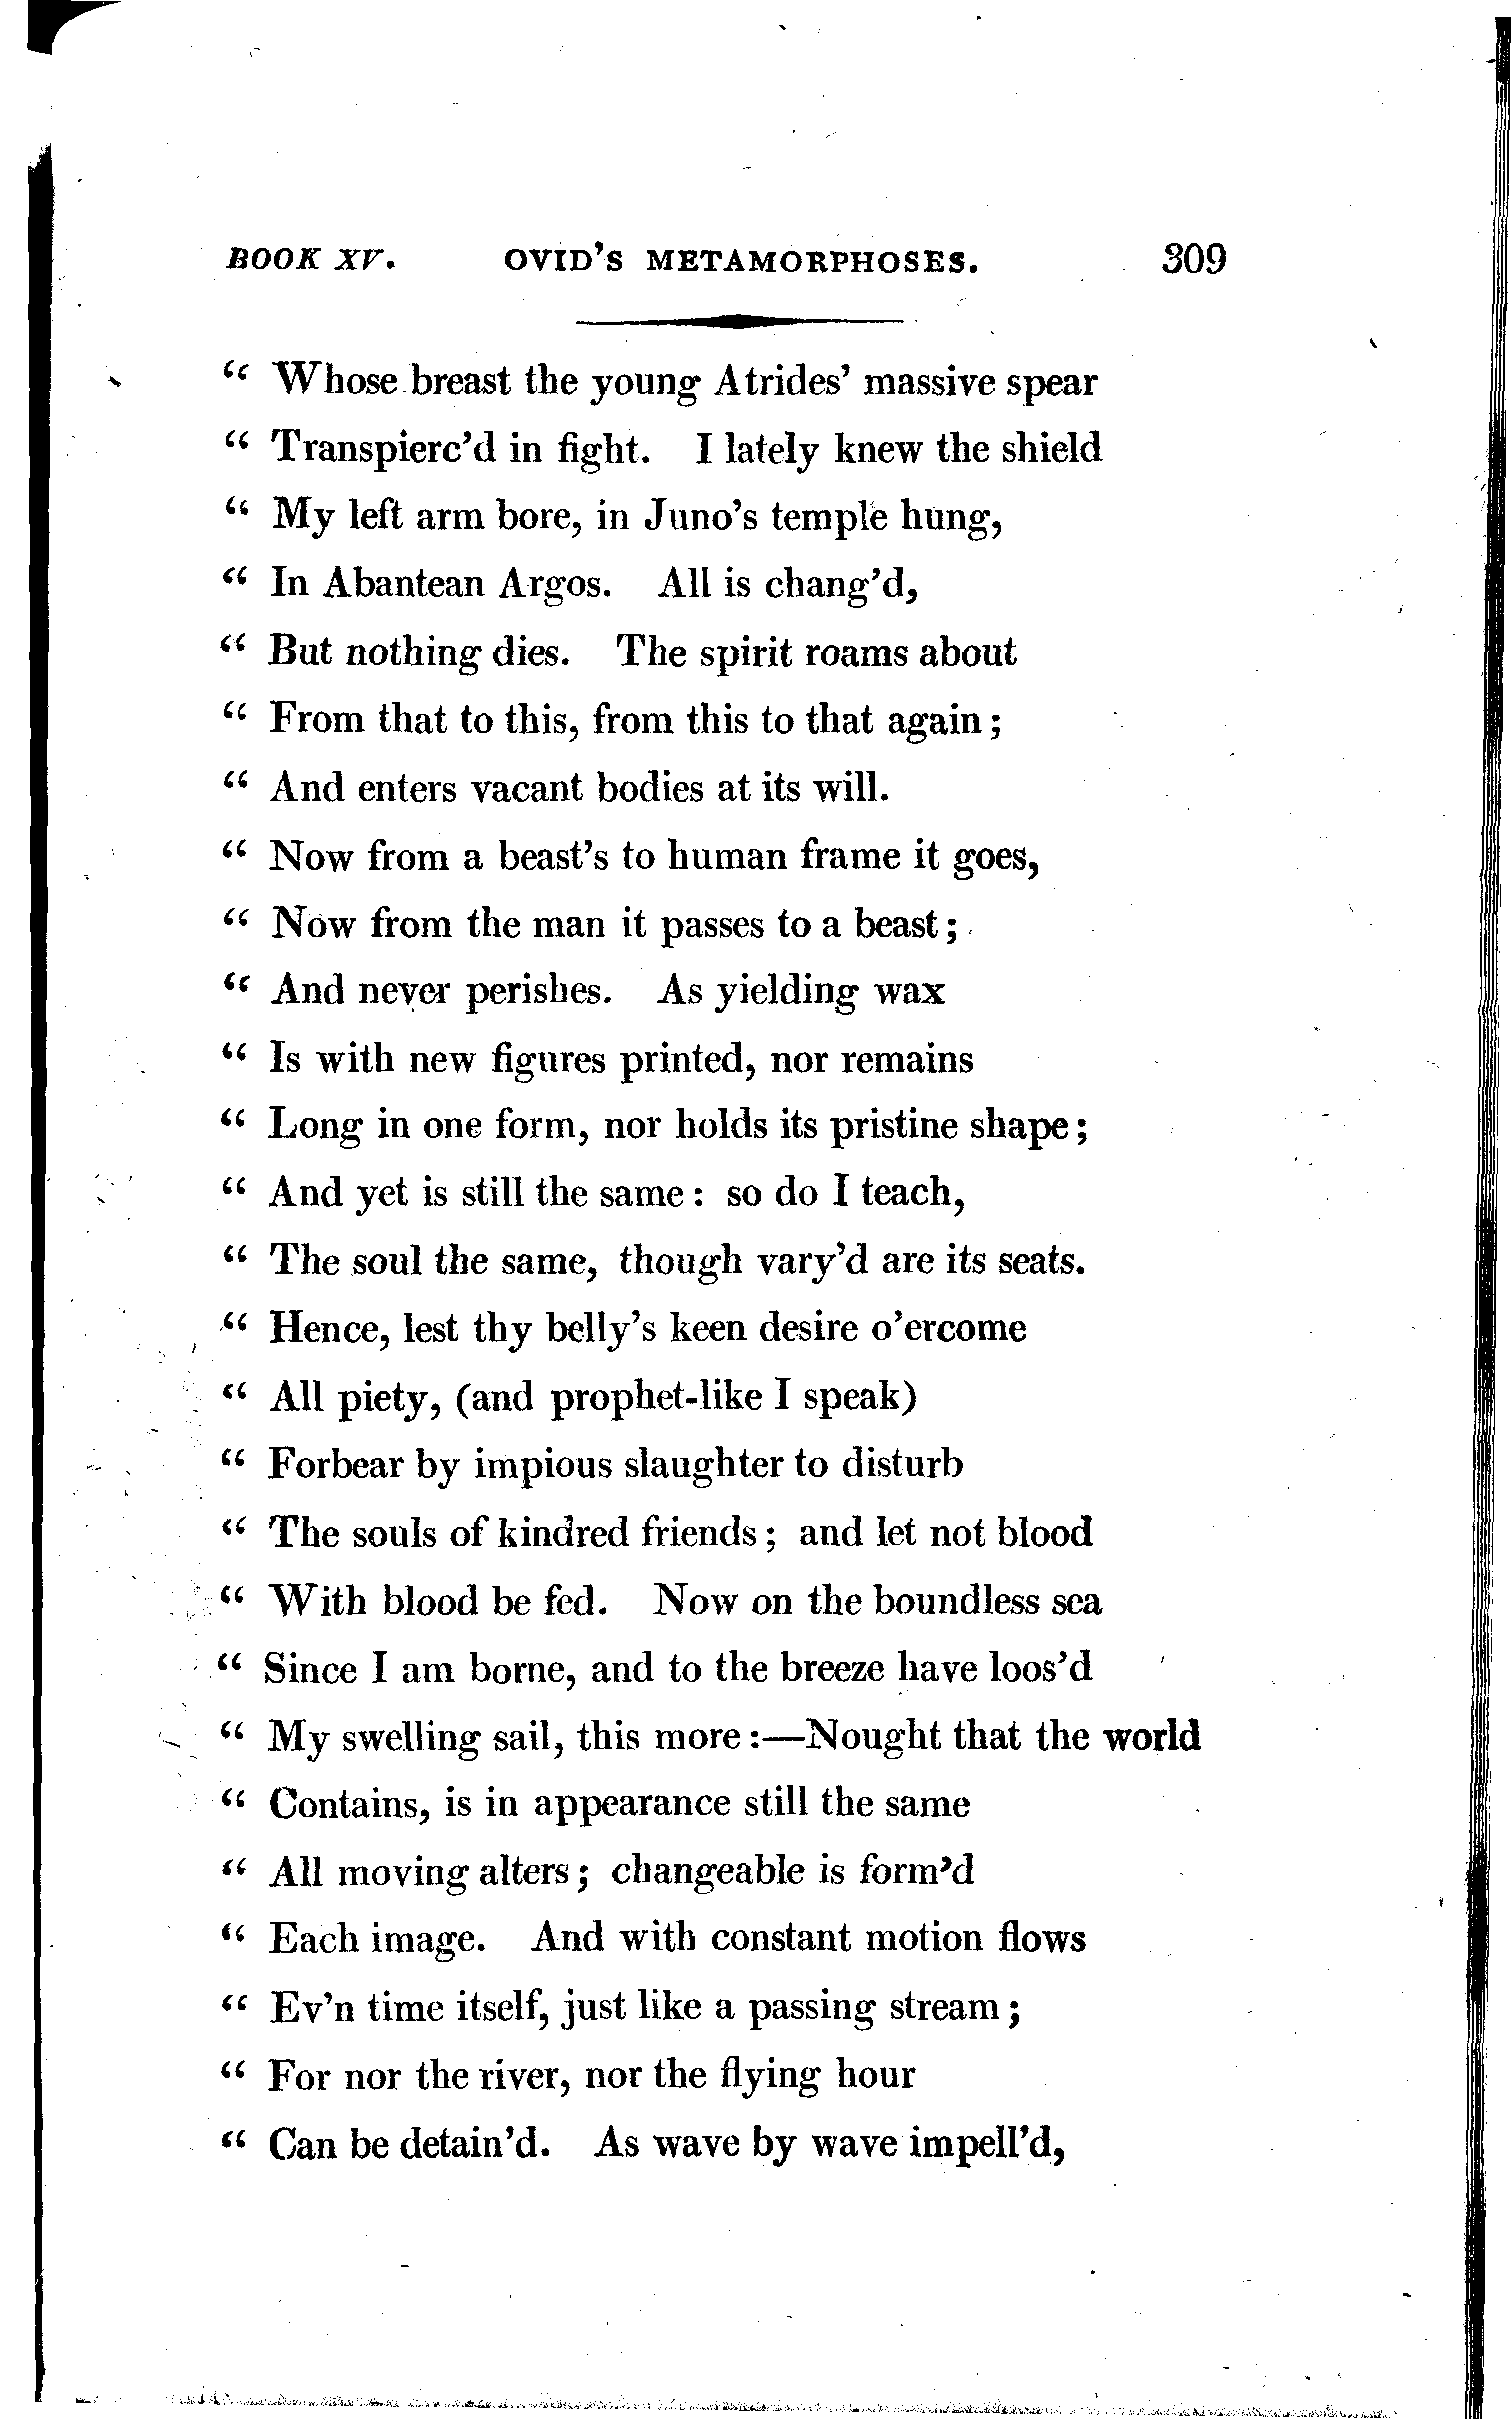 BOOK XV. OVID'S METAMORPHOSES. 309
“ Whose breast the young Atrides’ massive spear
“ Transpierc’d in fight. I lately knew the shield
“ My left arm bore, in Juno’s temple hung,
“ In Abantean Argos. All is chang’d,
“ But nothing dies. The spirit roams about
“ From that to this, from this to that again;
“ And enters vacant bodies at its will.
“ Now from a beast’s to human frame it goes,
“ Now from the man it passes to a beast;
“ And never perishes. As yielding wax
“ Is with new figures printed, nor remains
“ Long in one form, nor holds its pristine shape;
“ And yet is still the same: so do I teach,
“ The soul the same, though vary’d are its seats.
“ Hence, lest thy belly’s keen desire o’ercome
“ All piety, (and prophet-like I speak)
“ Forbear by impious slaughter to disturb
“ The souls of kindred friends; and let not blood
“ With blood be fed. Now on the boundless sea
“ Since I am borne, and to the breeze have loos’d
“ My swelling sail, this more:—Nought that the world
“ Contains, is in appearance still the same
“ All moving alters; changeable is form’d
“ Each image. And with constant motion flows
“ Ev’n time itself, just like a passing stream;
“ For nor the river, nor the flying hour
“ Can be detain’d. As wave by wave impell’d,